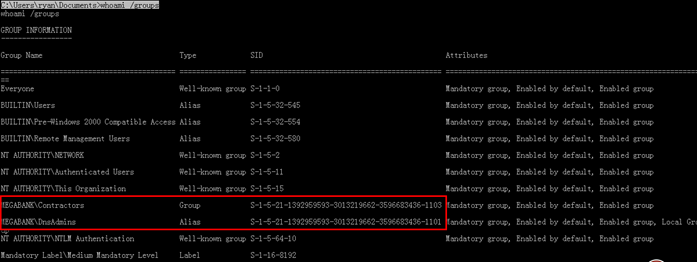 C:\Users\ryan\Documents>whoami /groups
whoami /groups
GROUP INFORMATION
-----------------
Group Name Type SID Attributes
============================================ ================ ============================================== ===============================================================
==
Everyone Well-known group S-1-1-0 Mandatory group, Enabled by default, Enabled group
BUILTIN\Users Alias S-1-5-32-545 Mandatory group, Enabled by default, Enabled group
BUILTIN\Pre-Windows 2000 Compatible Access Alias S-1-5-32-554 Mandatory group, Enabled by default, Enabled group
BUILTIN\Remote Management Users Alias S-1-5-32-580 Mandatory group, Enabled by default, Enabled group
NT AUTHORITY\NETWORK Well-known group S-1-5-2 Mandatory group, Enabled by default, Enabled group
NT AUTHORITY\Authenticated Users Well-known group S-1-5-11 Mandatory group, Enabled by default, Enabled group
NT AUTHORITY\This Organization Well-known group S-1-5-15 Mandatory group, Enabled by default, Enabled group
MEGABANK\Contractors Group S-1-5-21-1392959593-3013219662-3596683436-1103 Mandatory group, Enabled by default, Enabled group
MEGABANK\DnsAdmins Alias S-1-5-21-1392959593-3013219662-3596683436-1101 Mandatory group, Enabled by default, Enabled group, Local Gro
up
NT AUTHORITY\NTLM Authentication Well-known group S-1-5-64-10 Mandatory group, Enabled by default, Enabled group
Mandatory Label\Medium Mandatory Level Label S-1-16-8192